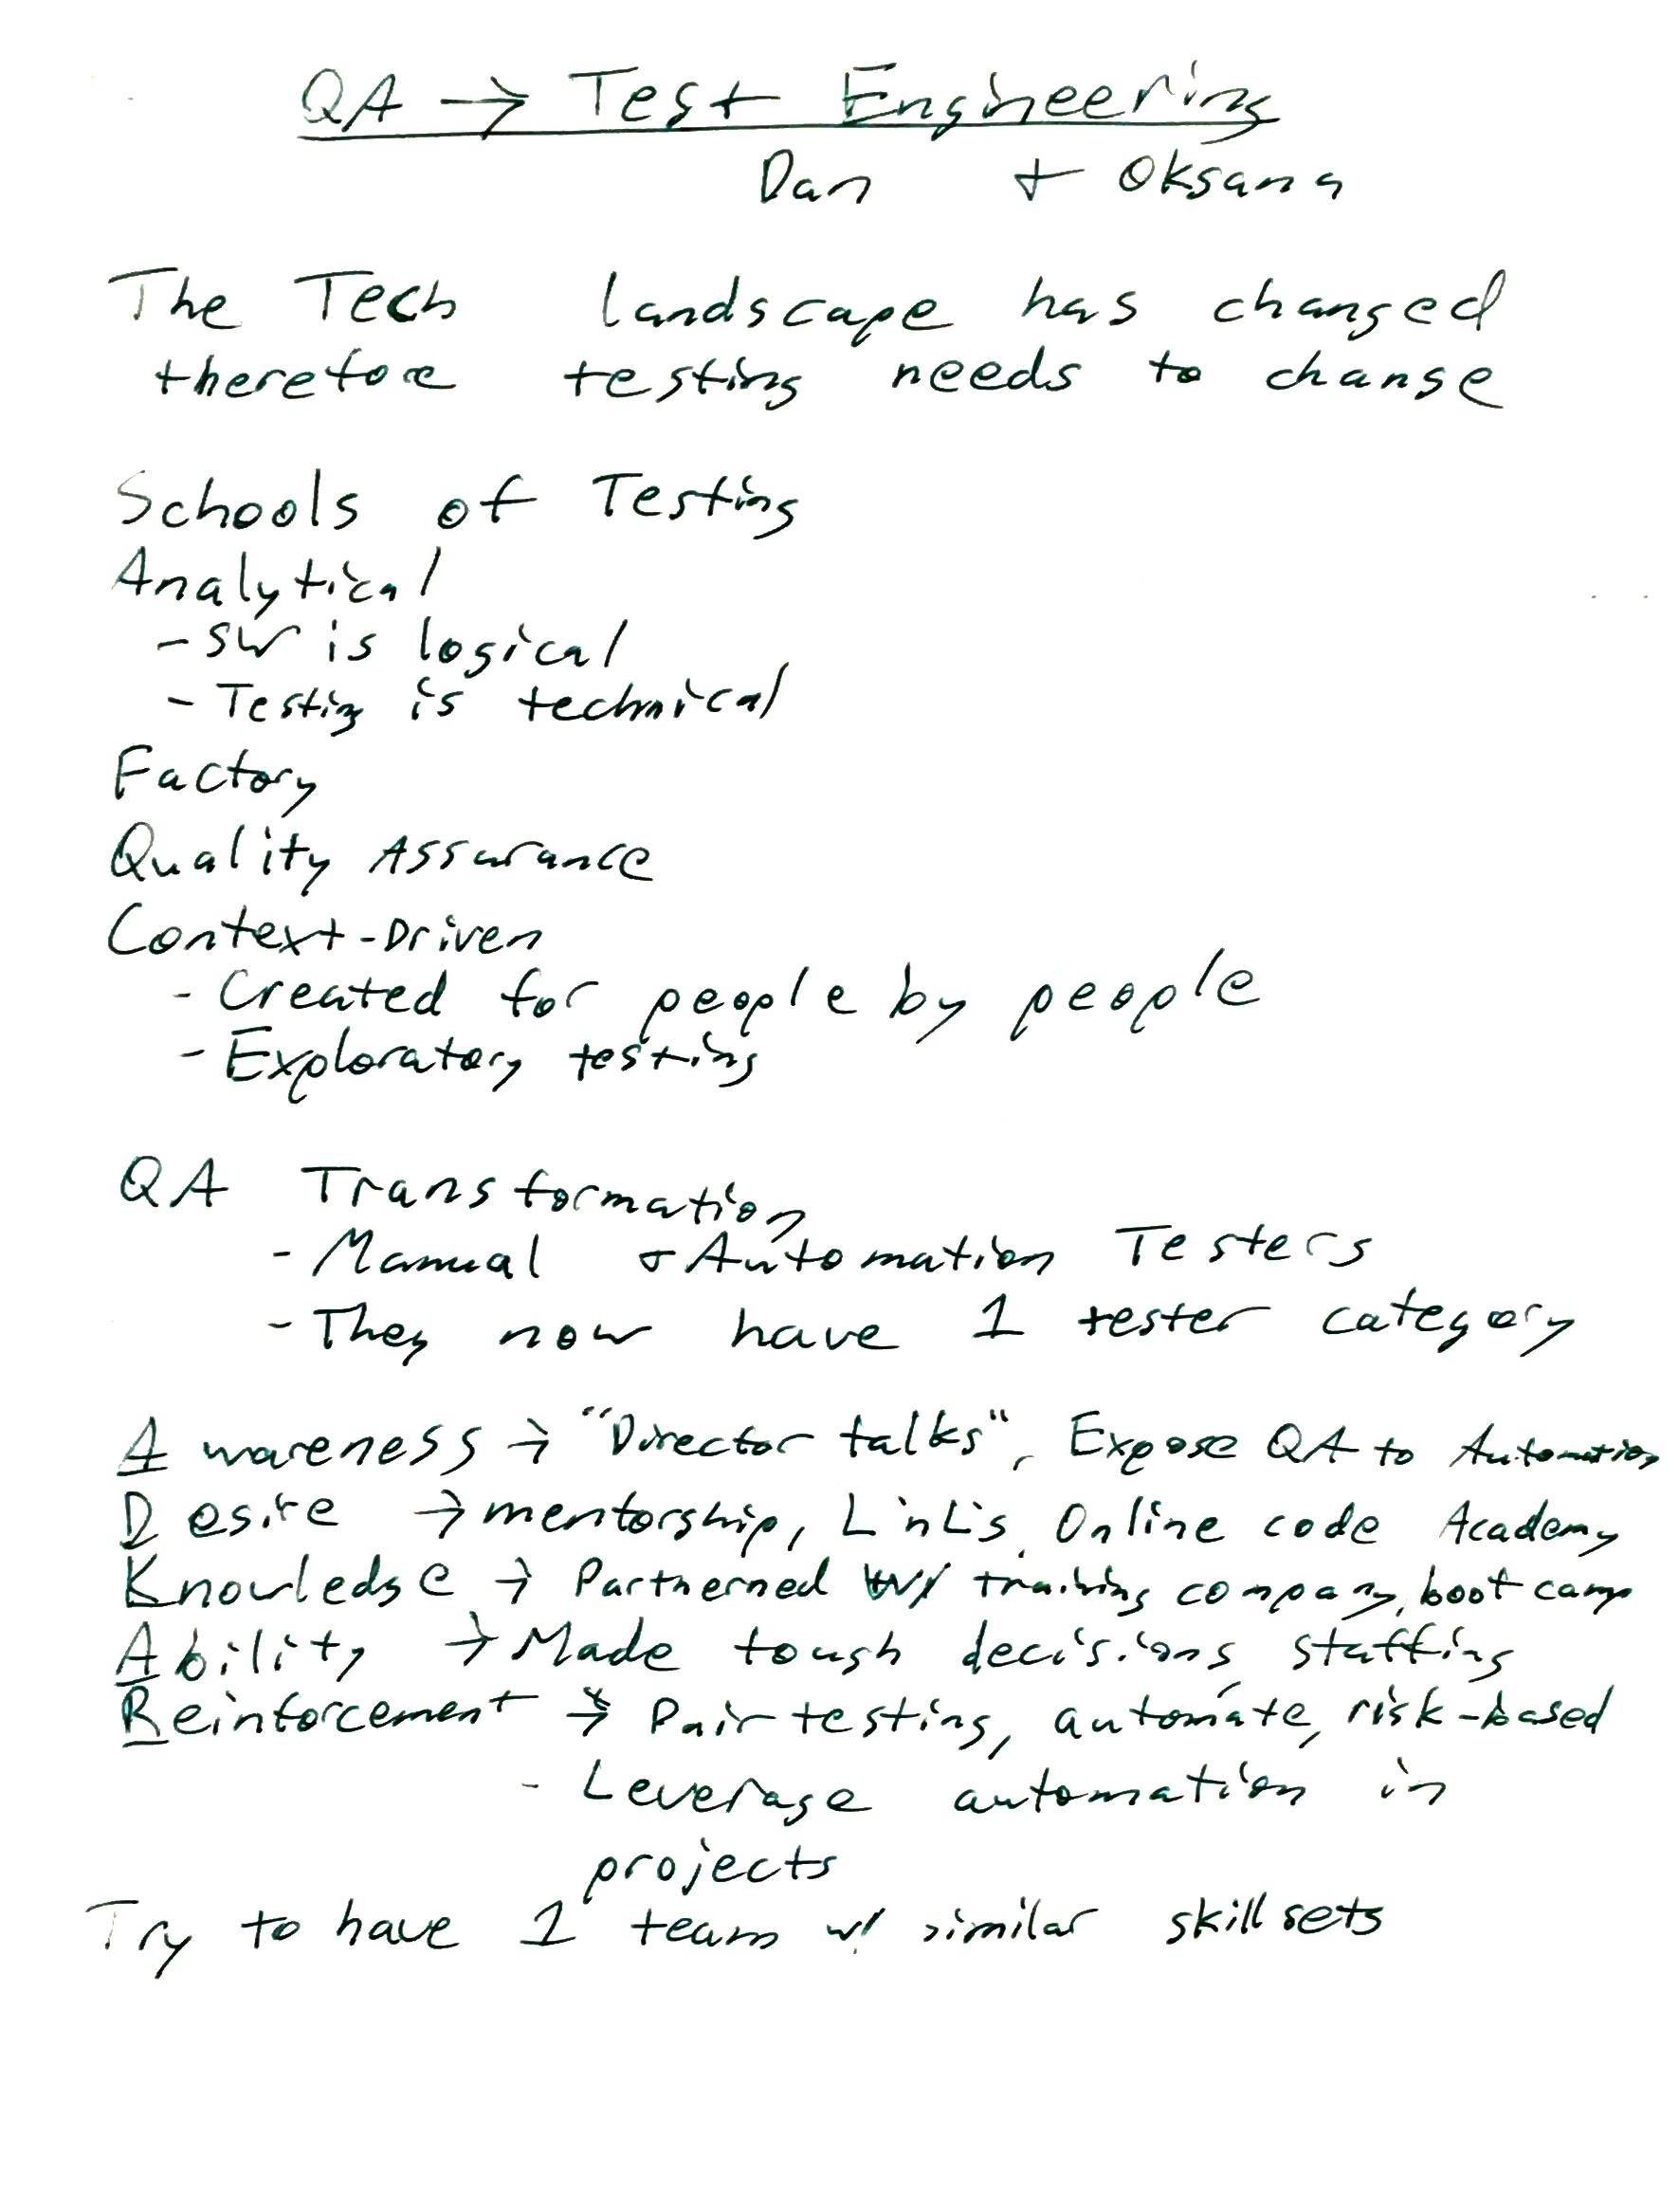 QA → Test Engineering
Dan + Oksana
The Tech landscape has changed
therefore testing needs to change
Schools of Testing
Analytical
- SW is logical
- Testing is technical
Factory
Quality Assurance
Context-Driven
- Created for people by people
- Exploratory testing
QA Transformation
- Manual + Automation Testers
- They now have 1 tester category
Awareness → "Director talks", Expose QA to Automation
Desire → mentorship, LinL's, Online code Academy
Knowledge → Partnerned w/ training company, boot camp
Ability → Made tough decisions, staffing
Reinforcement → Pair testing, automate, risk-based
- Leverage automation in
projects
Try to have 1 team w/ similar skillsets